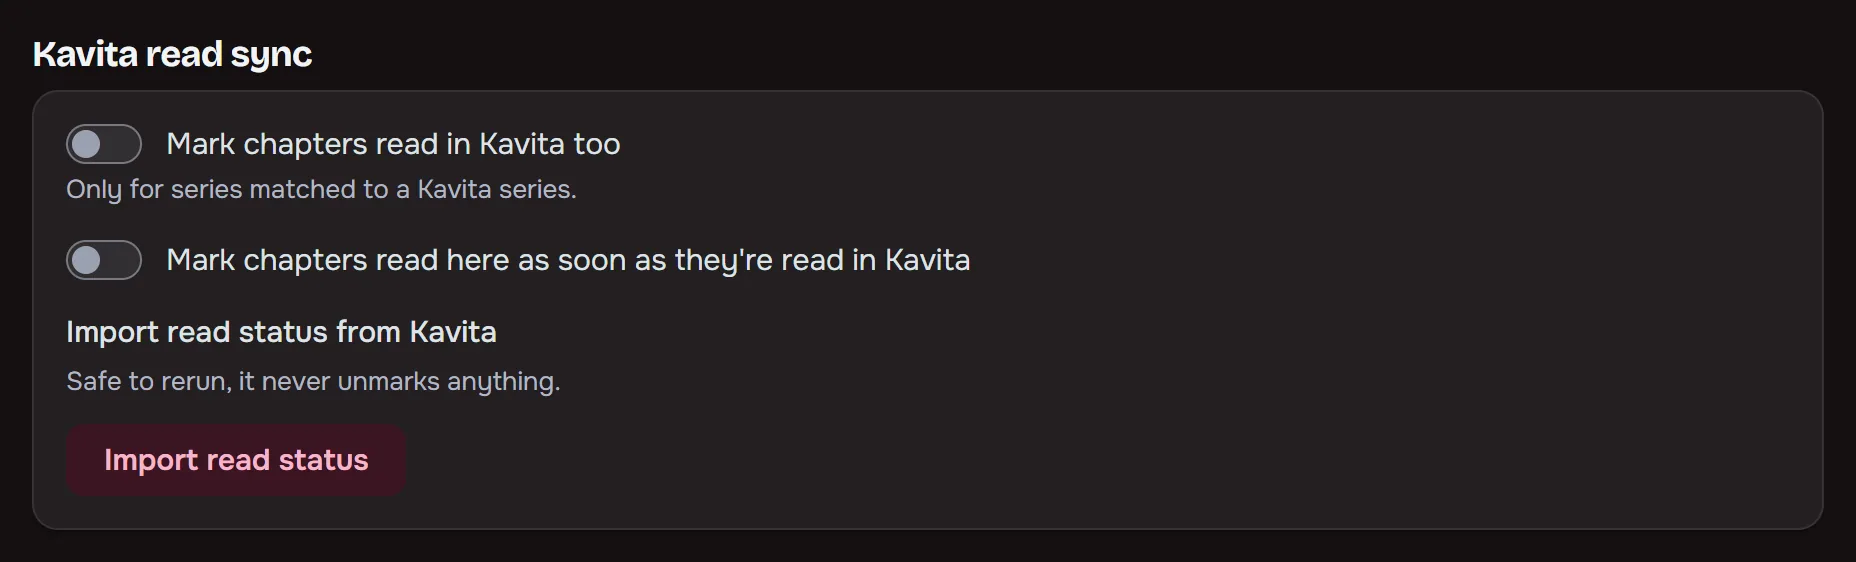 Kavita read sync
Mark chapters read in Kavita too
Only for series matched to a Kavita series.
Mark chapters read here as soon as they're read in Kavita
Import read status from Kavita
Safe to rerun, it never unmarks anything.
Import read status